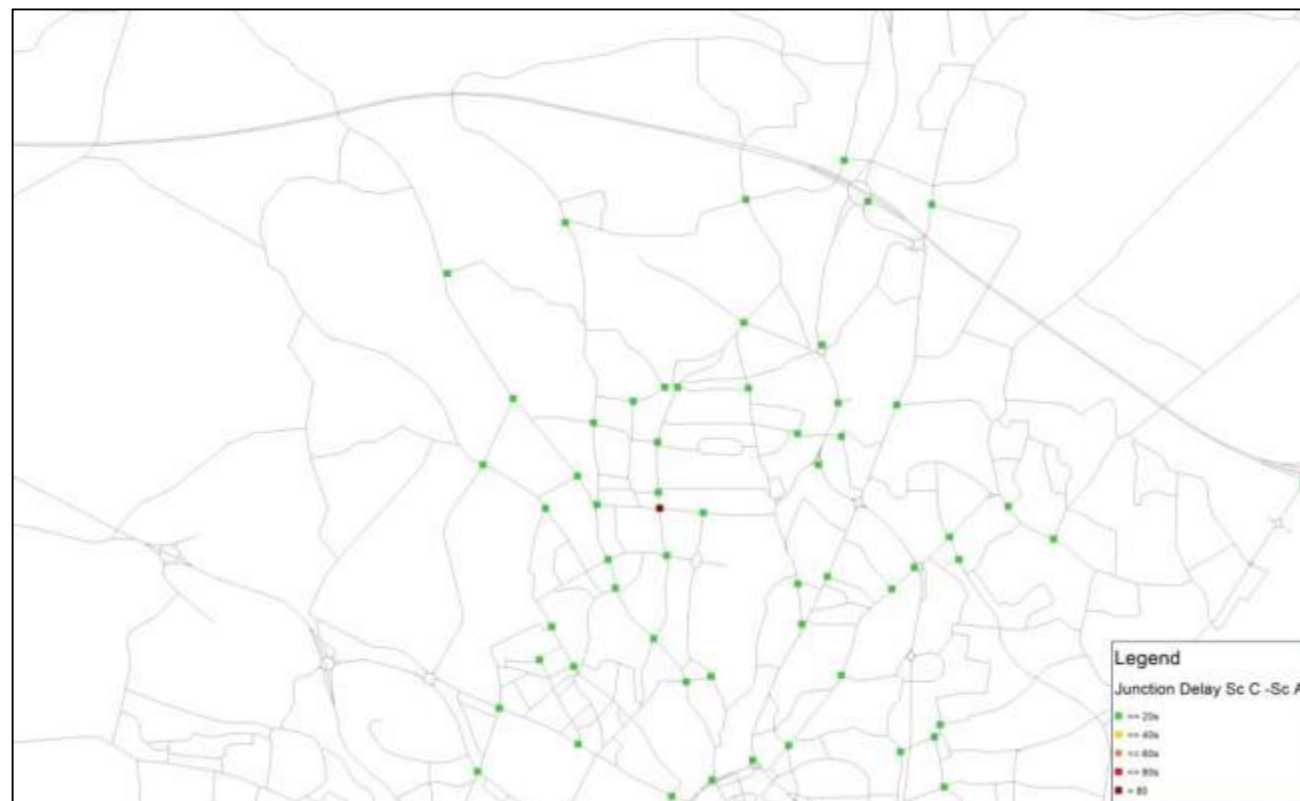 Legend
Junction Delay Sc C -Sc A
<= 20s
<= 40s
<= 60s
<= 80s
> 80